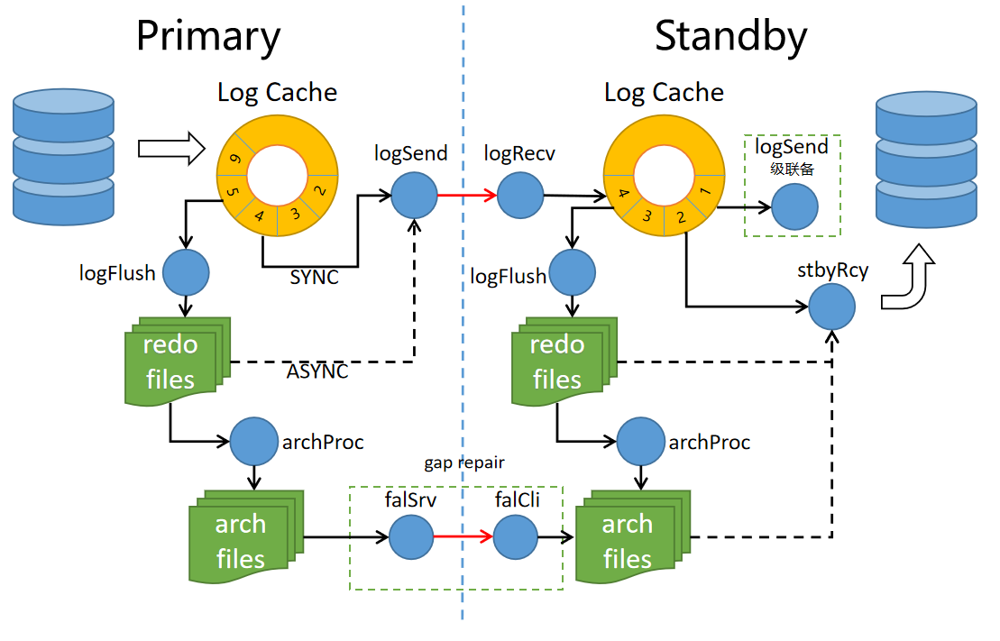 Primary
Standby
Log Cache
Log Cache
6
5
4
3
2
4
3
2
1
logSend
logRecv
logSend
级联备
logFlush
SYNC
logFlush
stbyRcy
redo
files
ASYNC
redo
files
archProc
archProc
gap repair
falSrv
falCli
arch
files
arch
files